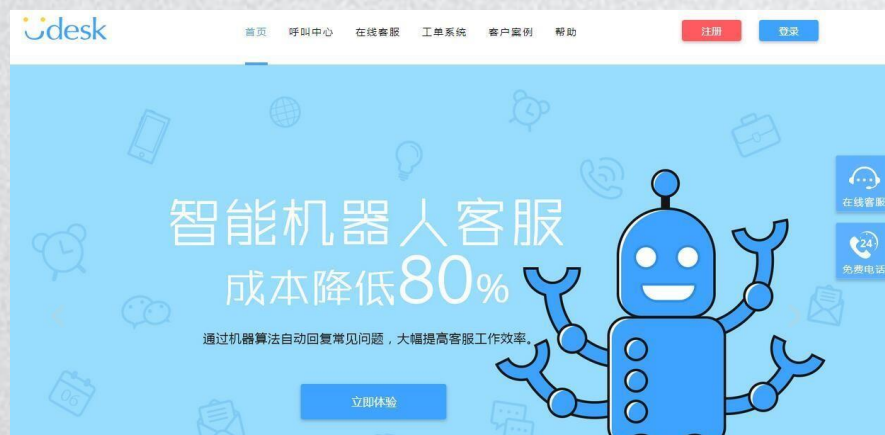 Udesk
首页 呼叫中心 在线客服 工单系统 客户案例 帮助
注册 登录
智能机器人客服
成本降低80%
通过机器算法自动回复常见问题，大幅提高客服工作效率。
立即体验
在线客服
24
免费电话
06